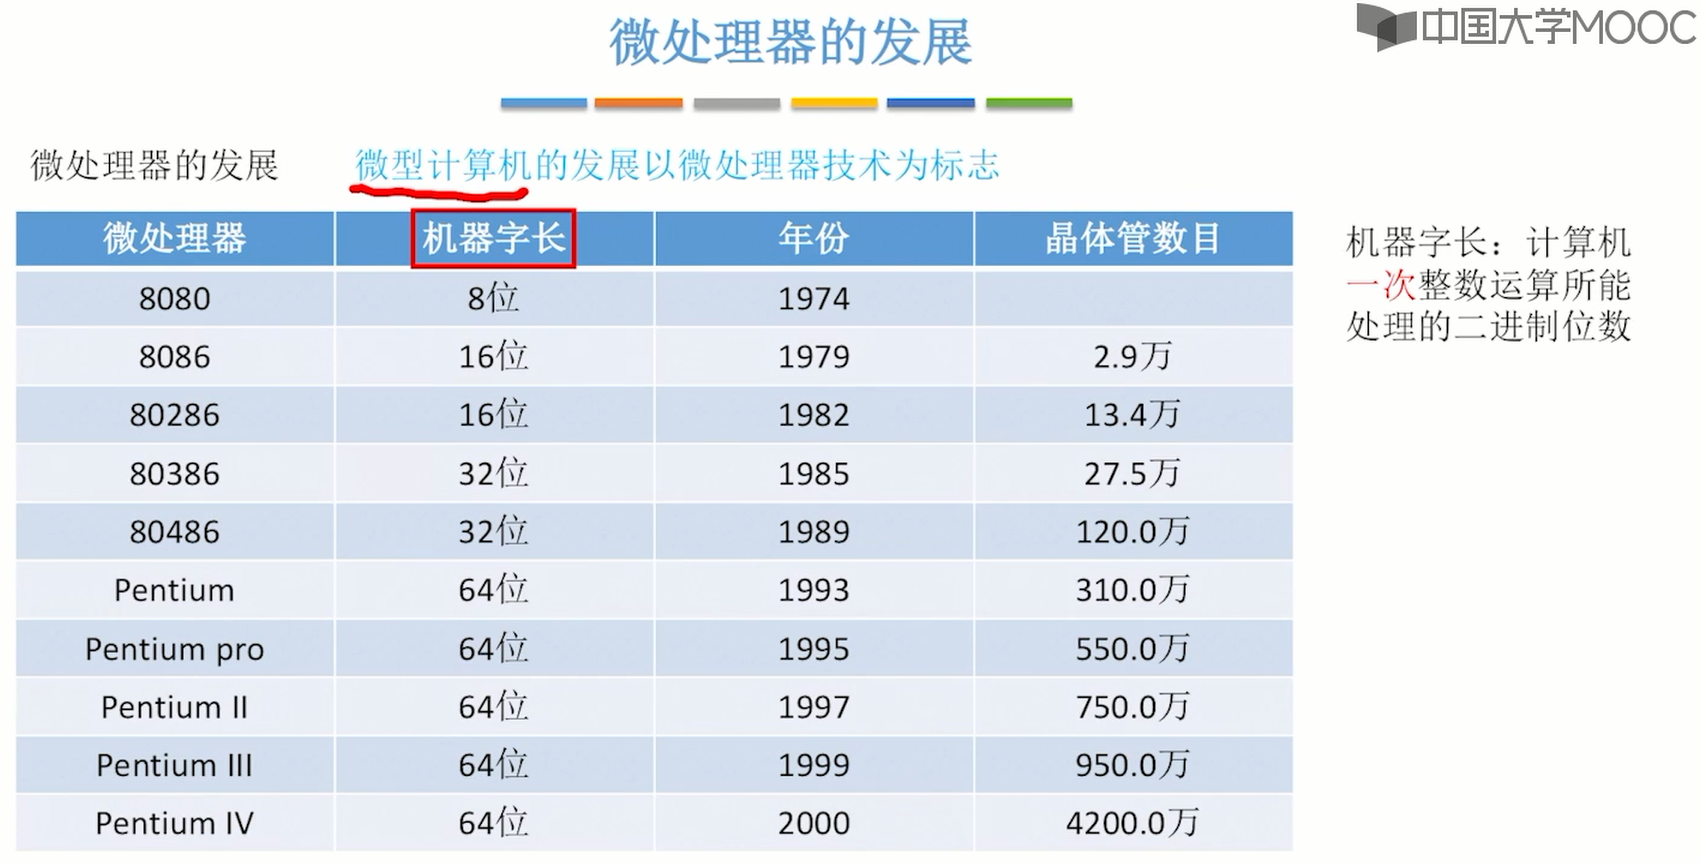 微处理器的发展
中国大学MOOC
微处理器的发展 微型计算机的发展以微处理器技术为标志
微处理器 机器字长 年份 晶体管数目
8080 8位 1974
8086 16位 1979 2.9万
80286 16位 1982 13.4万
80386 32位 1985 27.5万
80486 32位 1989 120.0万
Pentium 64位 1993 310.0万
Pentium pro 64位 1995 550.0万
Pentium II 64位 1997 750.0万
Pentium III 64位 1999 950.0万
Pentium IV 64位 2000 4200.0万
机器字长：计算机
一次整数运算所能
处理的二进制位数